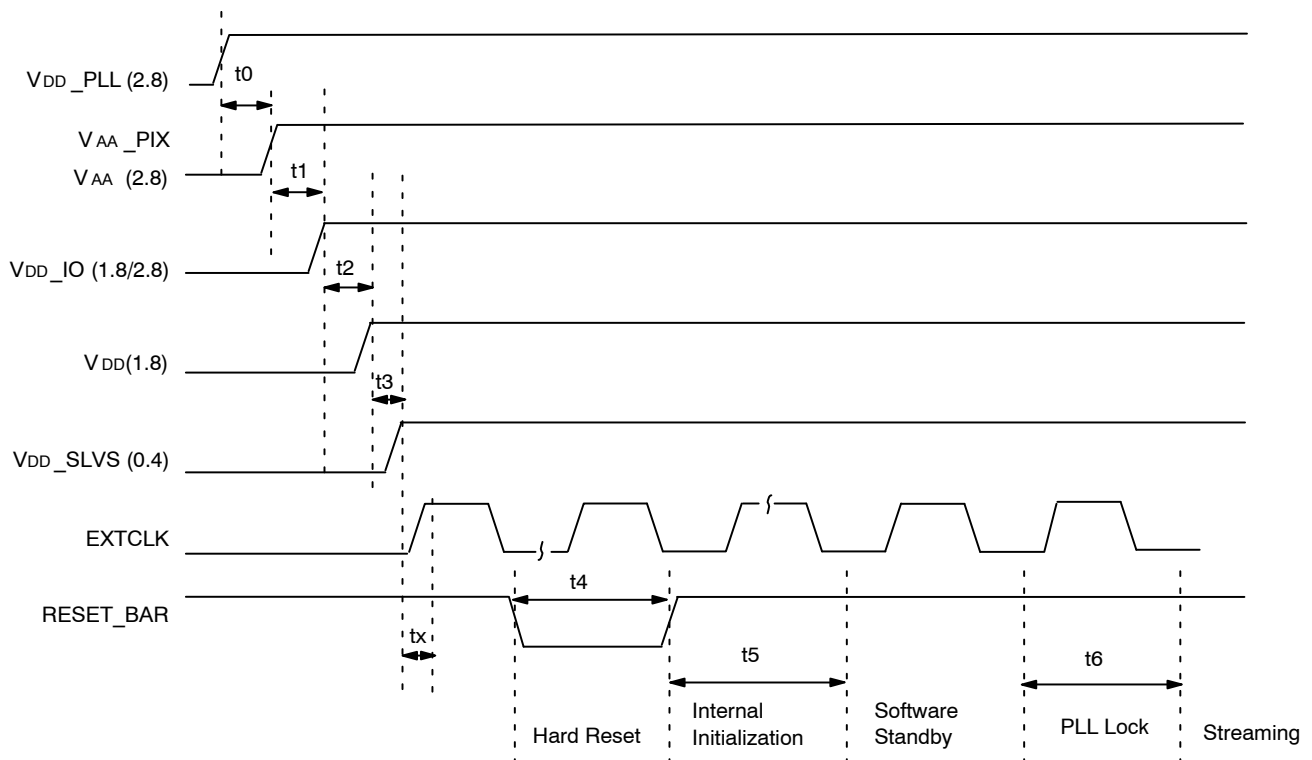 VDD_PLL (2.8)
t0
VAA_PIX
VAA (2.8)
t1
VDD_IO (1.8/2.8)
t2
VDD(1.8)
t3
VDD_SLVS (0.4)
EXTCLK
RESET_BAR
t4
tx
t5
t6
Hard Reset
Internal
Initialization
Software
Standby
PLL Lock
Streaming